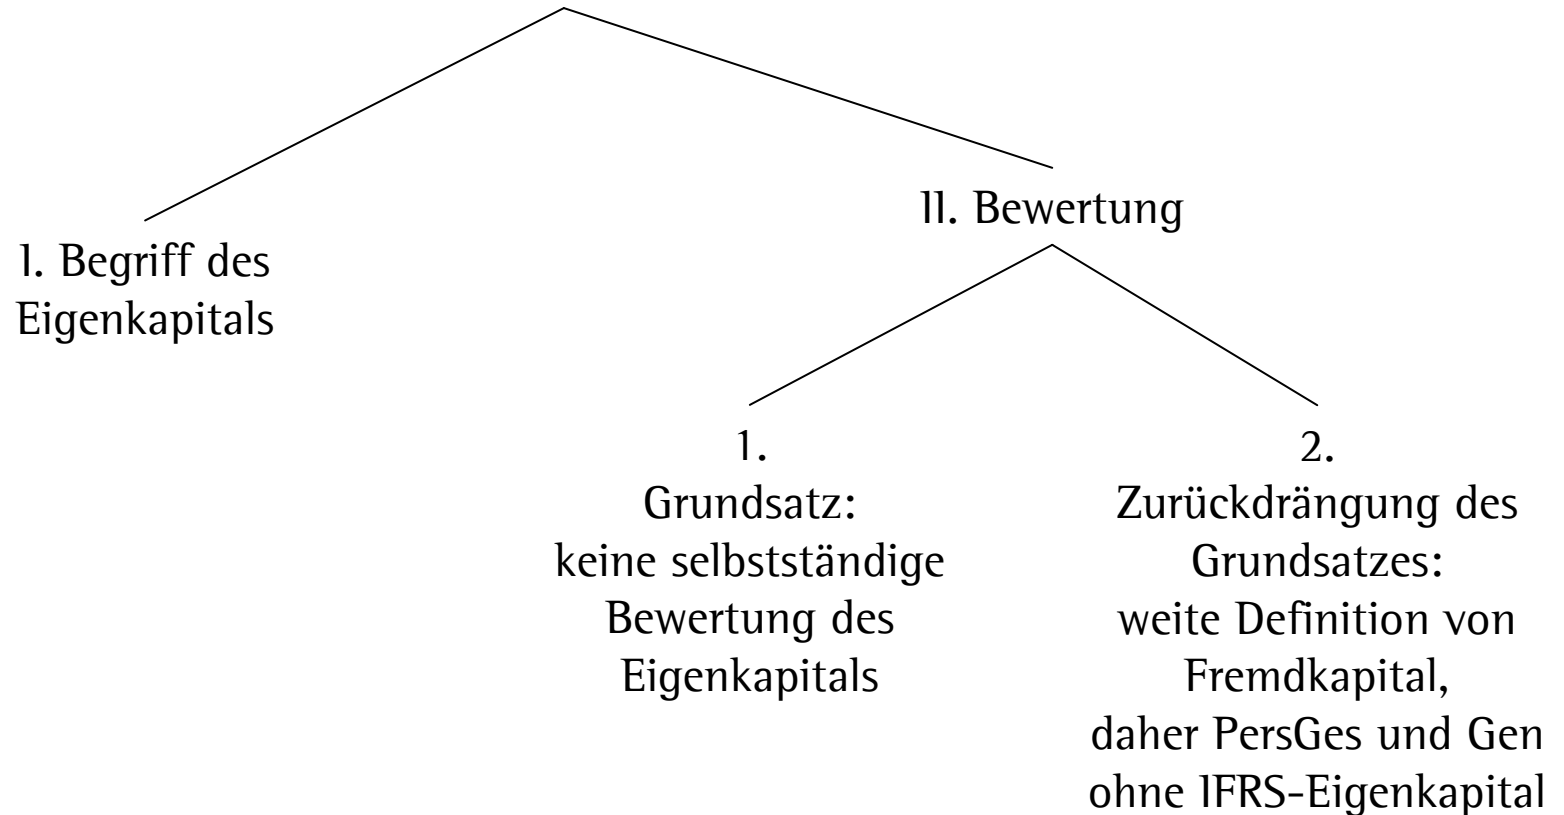 I. Begriff des
Eigenkapitals
II. Bewertung
1.
Grundsatz:
keine selbstständige
Bewertung des
Eigenkapitals
2.
Zurückdrängung des
Grundsatzes:
weite Definition von
Fremdkapital,
daher PersGes und Gen
ohne IFRS-Eigenkapital